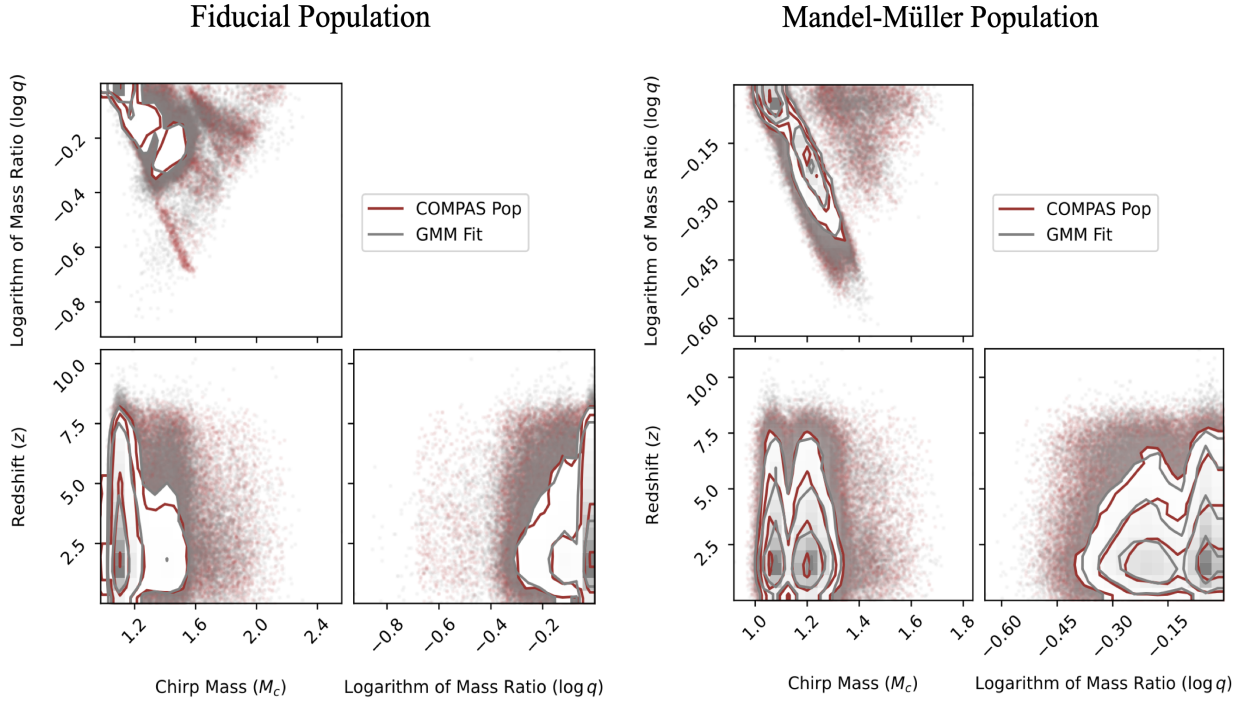 Fiducial Population
Mandel-Müller Population
Logarithm of Mass Ratio (log q)
−0.2
−0.4
−0.6
−0.8
COMPAS Pop
GMM Fit
Logarithm of Mass Ratio (log q)
−0.15
−0.30
−0.45
−0.60
COMPAS Pop
GMM Fit
Redshift (z)
10.0
7.5
5.0
2.5
1.2
1.6
2.0
2.4
Chirp Mass (M_c)
−0.8
−0.6
−0.4
−0.2
Logarithm of Mass Ratio (log q)
Redshift (z)
10.0
7.5
5.0
2.5
1.0
1.2
1.4
1.6
1.8
Chirp Mass (M_c)
−0.60
−0.45
−0.30
−0.15
Logarithm of Mass Ratio (log q)